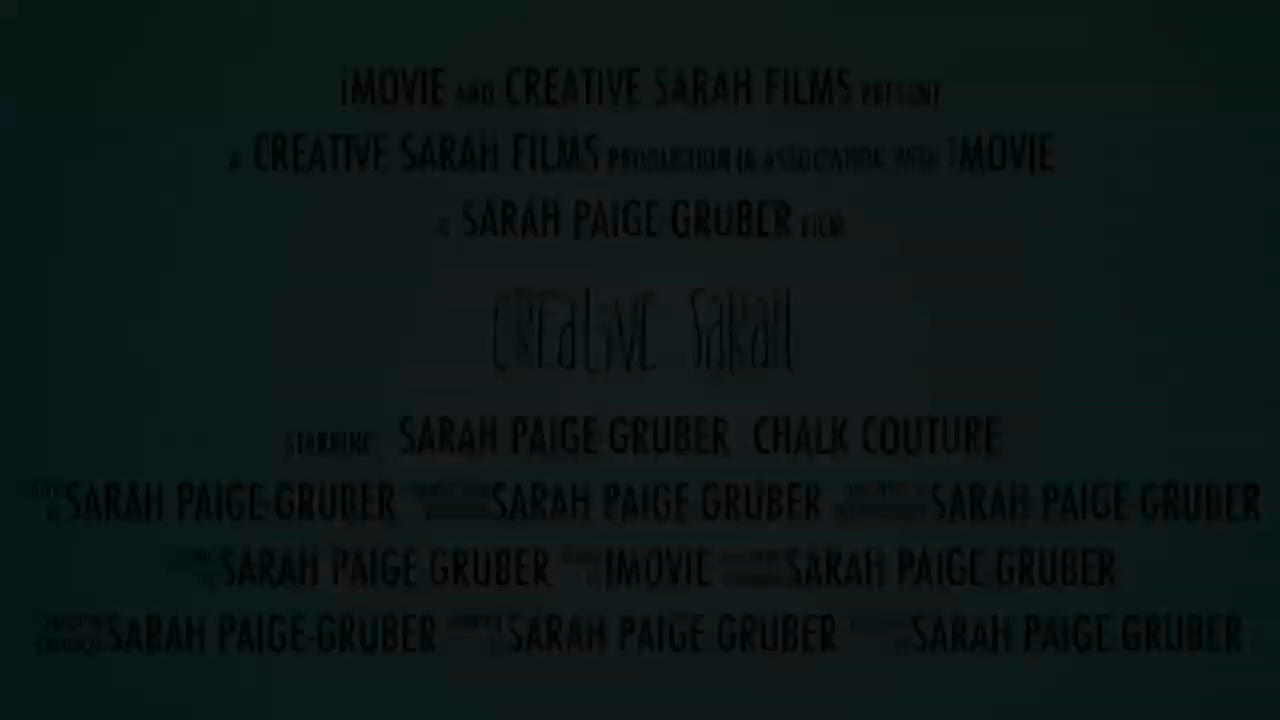 iMOVIE AND CREATIVE SARAH FILMS PRESENT
A CREATIVE SARAH FILMS PRODUCTION IN ASSOCIATION WITH iMOVIE
A SARAH PAIGE GRUBER FILM
CREATIVE SARAH
STARRING SARAH PAIGE-GRUBER CHALK COUTURE
SARAH PAIGE-GRUBER SARAH PAIGE GRUBER SARAH PAIGE GRUBER
SARAH PAIGE GRUBER IMOVIE SARAH PAIGE GRUBER
SARAH PAIGE-GRUBER SARAH PAIGE GRUBER SARAH PAIGE GRUBER